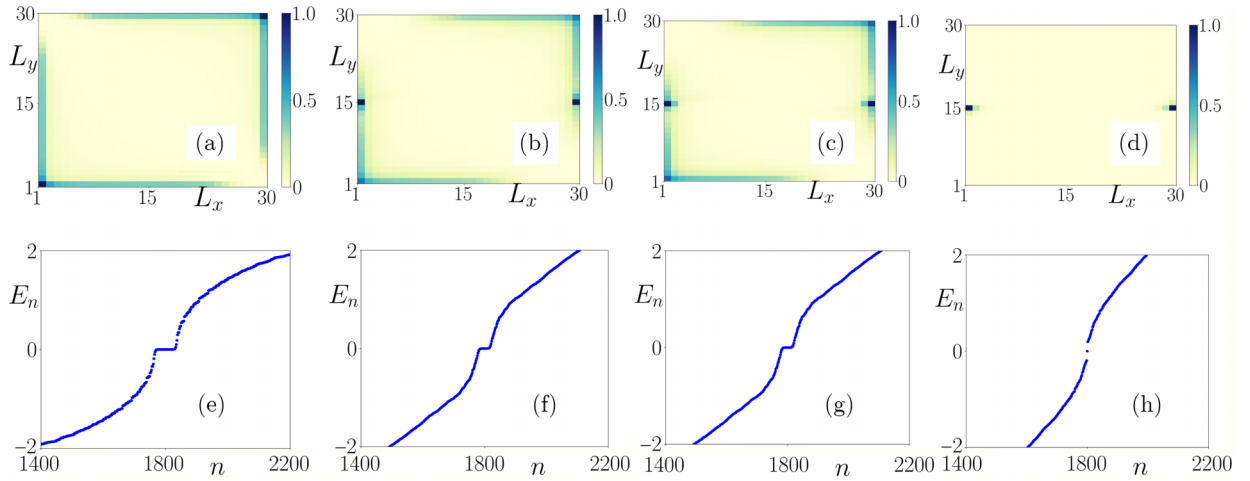 30 1.0 30 1.0 30 1.0 30 1.0
L_y L_y L_y L_y
15 0.5 15 0.5 15 0.5 15 0.5
(a) (b) (c) (d)
1 0 1 0 1 0 1 0
1 15 L_x 30 1 15 L_x 30 1 15 L_x 30 1 15 L_x 30
2 2 2 2
E_n E_n E_n E_n
0 0 0 0
(e) (f) (g) (h)
−2 −2 −2 −2
1400 1800 n 2200 1400 1800 n 2200 1400 1800 n 2200 1400 1800 n 2200